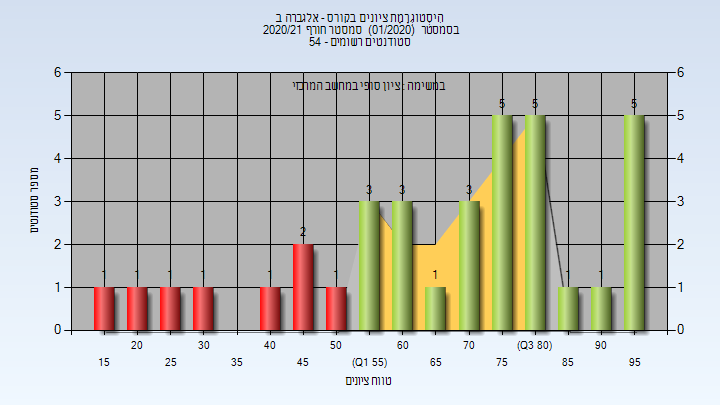 היסטוגרמת ציונים בקורס - אלגברה ב
בסמסטר (01/2020) סמסטר חורף 2020/21
סטודנטים רשומים - 54
במשימה : ציון סופי במחשב המרכזי
6 6
5 5
4 4
3 3
2 2
1 1
0 0
1 1 1 1 1 2 1 3 3 1 3 5 5 1 1 5
מספר סטודנטים
20 30 40 50 60 70 (Q3 80) 90
15 25 35 45 (Q1 55) 65 75 85 95
טווח ציונים